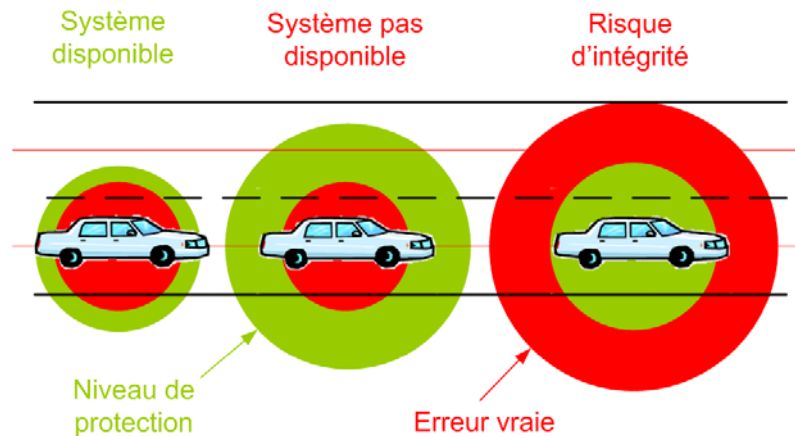 Système
disponible
Système pas
disponible
Risque
d'intégrité
Niveau de
protection
Erreur vraie